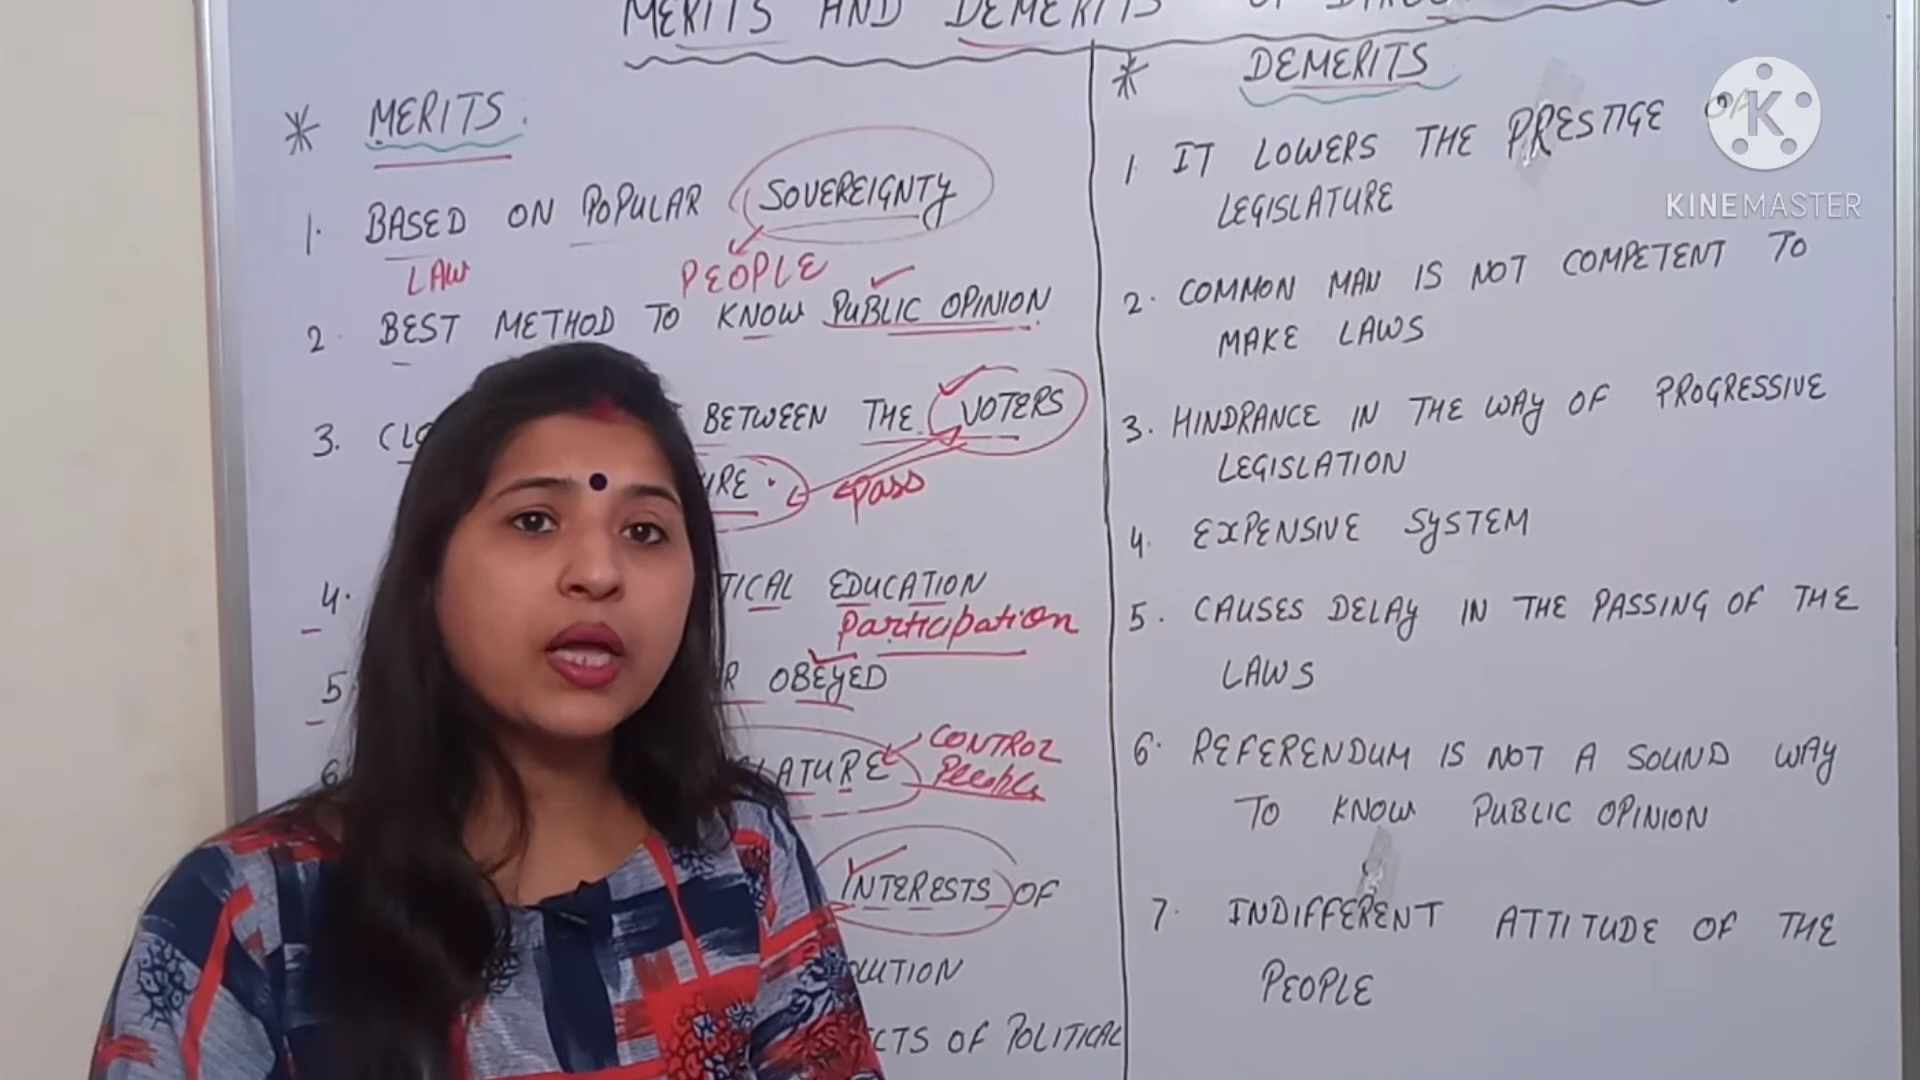 MERITS AND DEMERITS OF
* MERITS.
1. BASED ON POPULAR SOVEREIGNTY
LAW PEOPLE
2. BEST METHOD TO KNOW PUBLIC OPINION
3. BETWEEN THE VOTERS
PASS
4. EDUCATION
Participation
5 OBEYED
6 CONTROL
People
INTERESTS OF
OF POLITICAL
* DEMERITS
1. IT LOWERS THE PRESTIGE OF
LEGISLATURE
2. COMMON MAN IS NOT COMPETENT TO
MAKE LAWS
3. HINDRANCE IN THE WAY OF PROGRESSIVE
LEGISLATION
4. EXPENSIVE SYSTEM
5. CAUSES DELAY IN THE PASSING OF THE
LAWS
6. REFERENDUM IS NOT A SOUND WAY
TO KNOW PUBLIC OPINION
7. INDIFFERENT ATTITUDE OF THE
PEOPLE
K
KINEMASTER